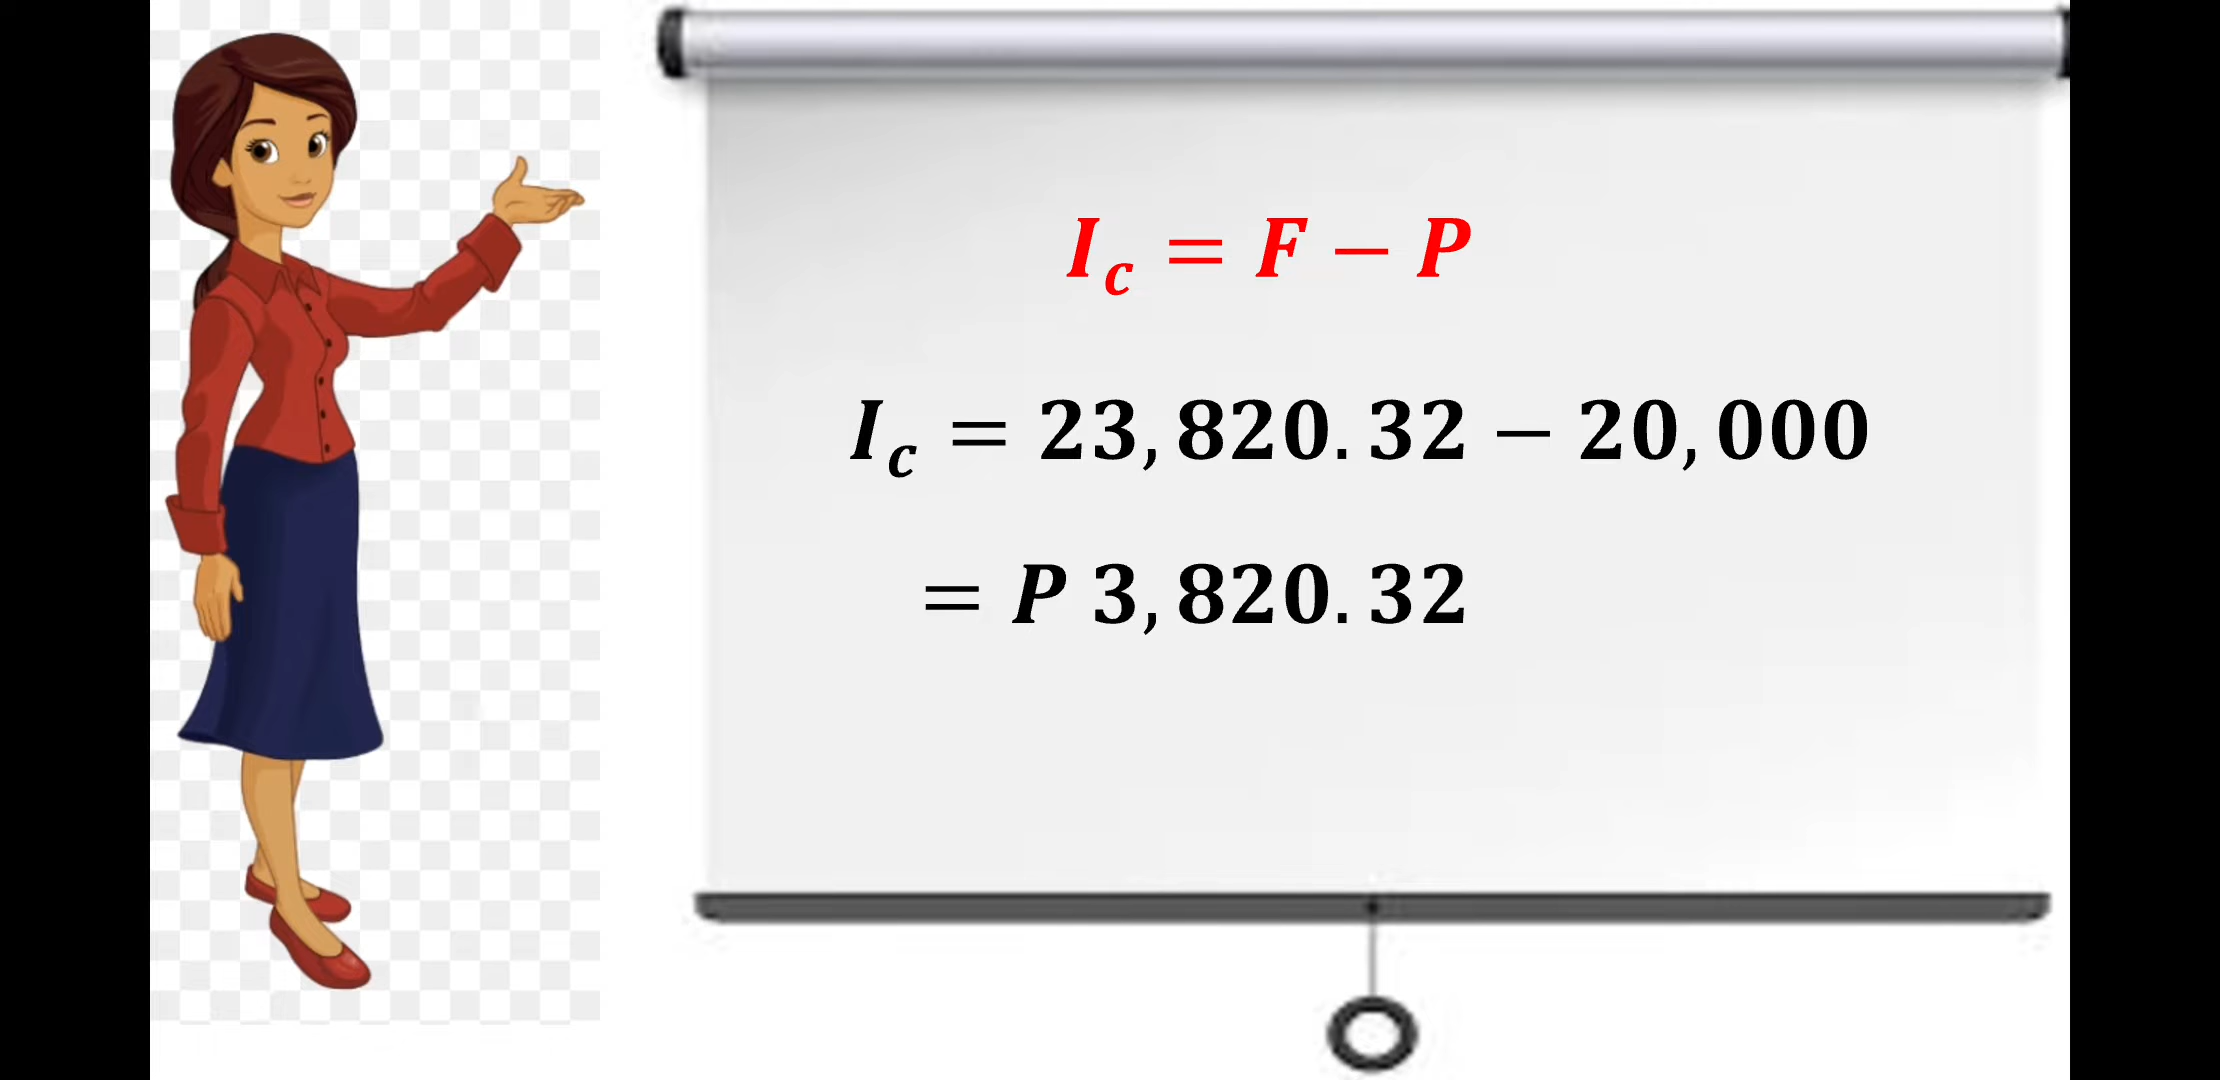 I_c = F − P
I_c = 23,820.32 − 20,000
= P 3,820.32